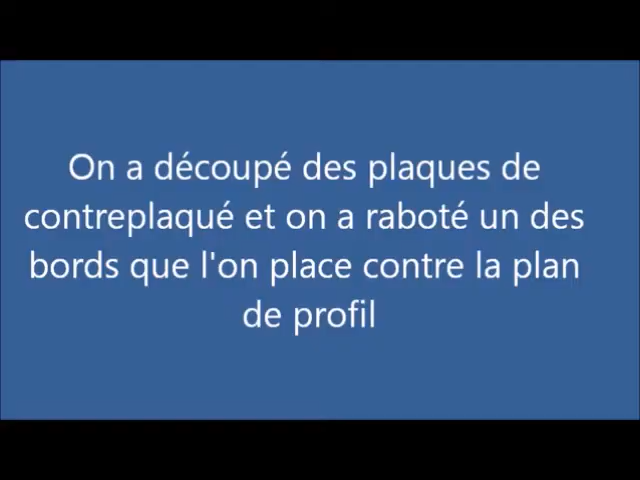 On a découpé des plaques de
contreplaqué et on a raboté un des
bords que l'on place contre la plan
de profil